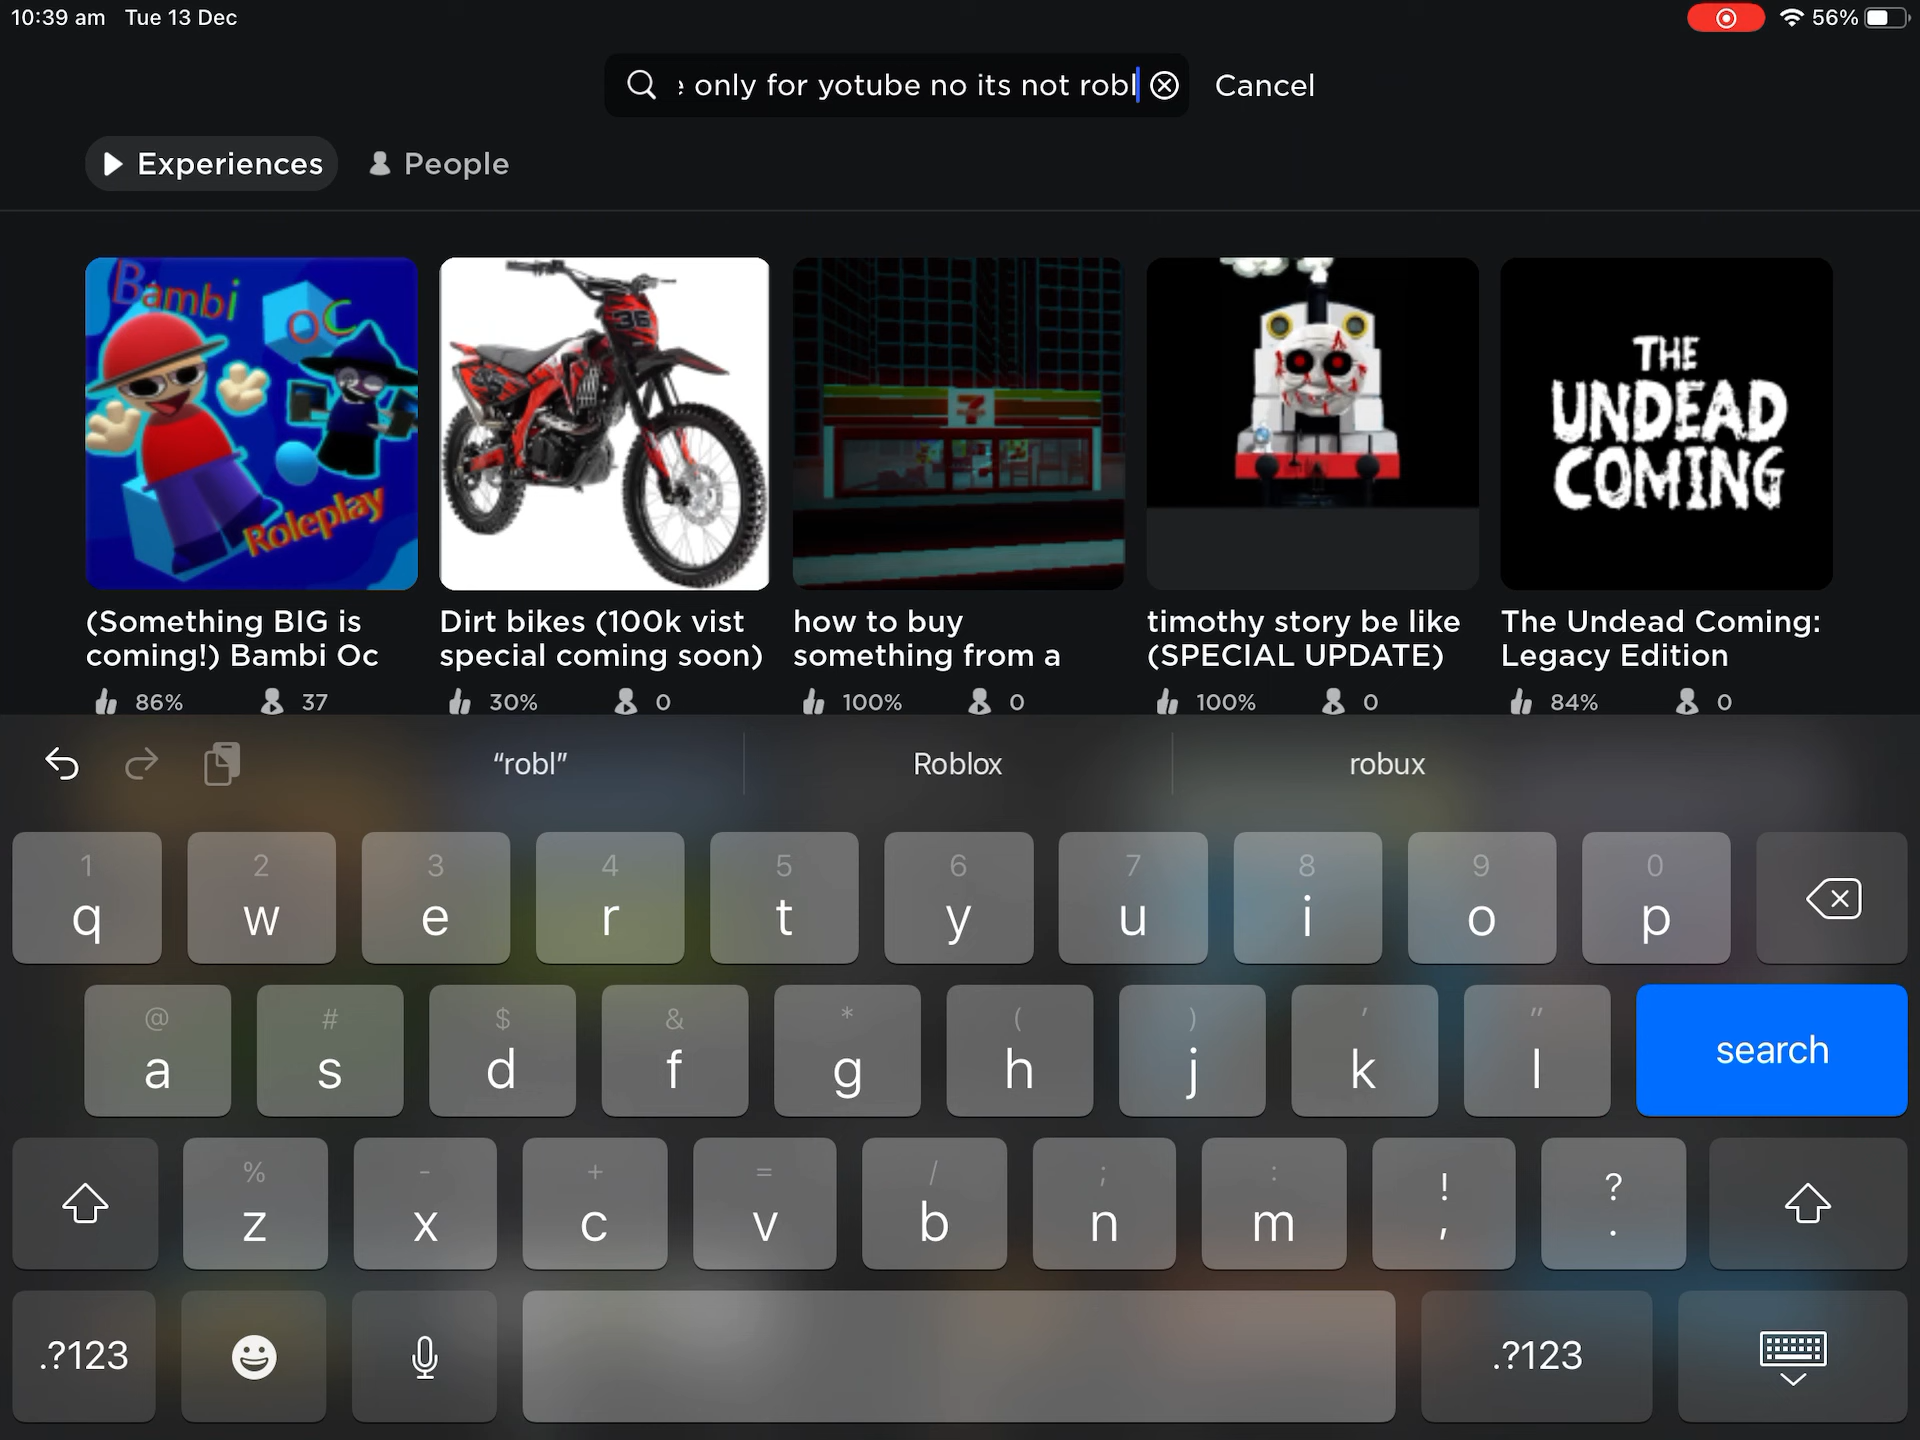 10:39 am Tue 13 Dec
56%
only for yotube no its not robl
Cancel
Experiences
People
Bambi
OC
Roleplay
36
7
THE
UNDEAD
COMING
(Something BIG is
coming!) Bambi Oc
86% 37
Dirt bikes (100k vist
special coming soon)
30% 0
how to buy
something from a
100% 0
timothy story be like
(SPECIAL UPDATE)
100% 0
The Undead Coming:
Legacy Edition
84% 0
“robl” Roblox robux
1 2 3 4 5 6 7 8 9 0
q w e r t y u i o p
@ # $ & * ( ) ' "
a s d f g h j k l search
% - + = / ; : ! ?
z x c v b n m , .
.?123 .?123